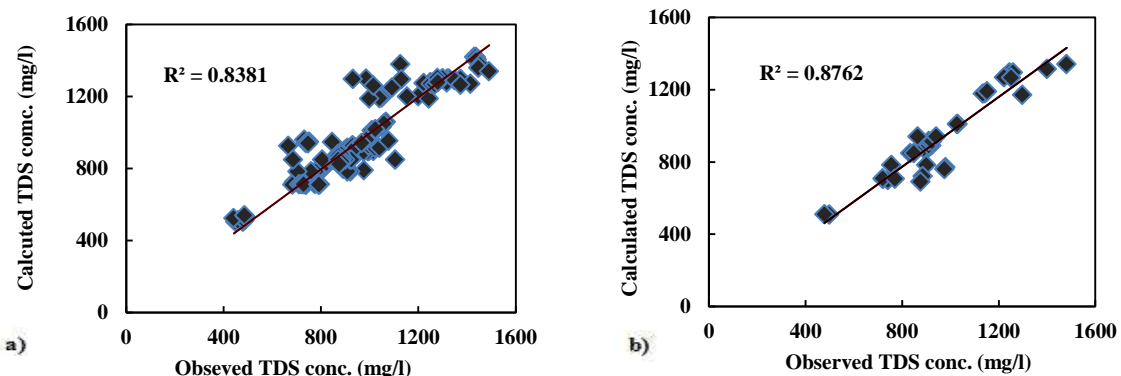 1600
1200
800
400
0
0 400 800 1200 1600
R² = 0.8381
Calcuted TDS comc. (mg/l)
Obseved TDS conc. (mg/l)
a)
1600
1200
800
400
0
0 400 800 1200 1600
R² = 0.8762
Calculated TDS conc. (mg/l)
Observed TDS conc. (mg/l)
b)